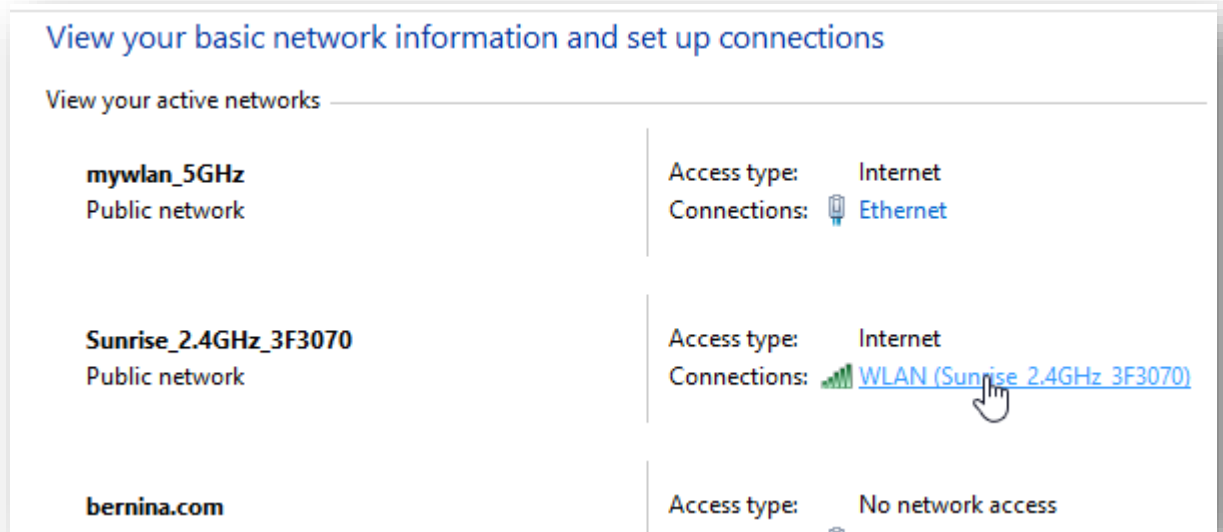 View your basic network information and set up connections
View your active networks
mywlan_5GHz
Public network
Access type: Internet
Connections: Ethernet
Sunrise_2.4GHz_3F3070
Public network
Access type: Internet
Connections: WLAN (Sunrise_2.4GHz_3F3070)
bernina.com
Access type: No network access